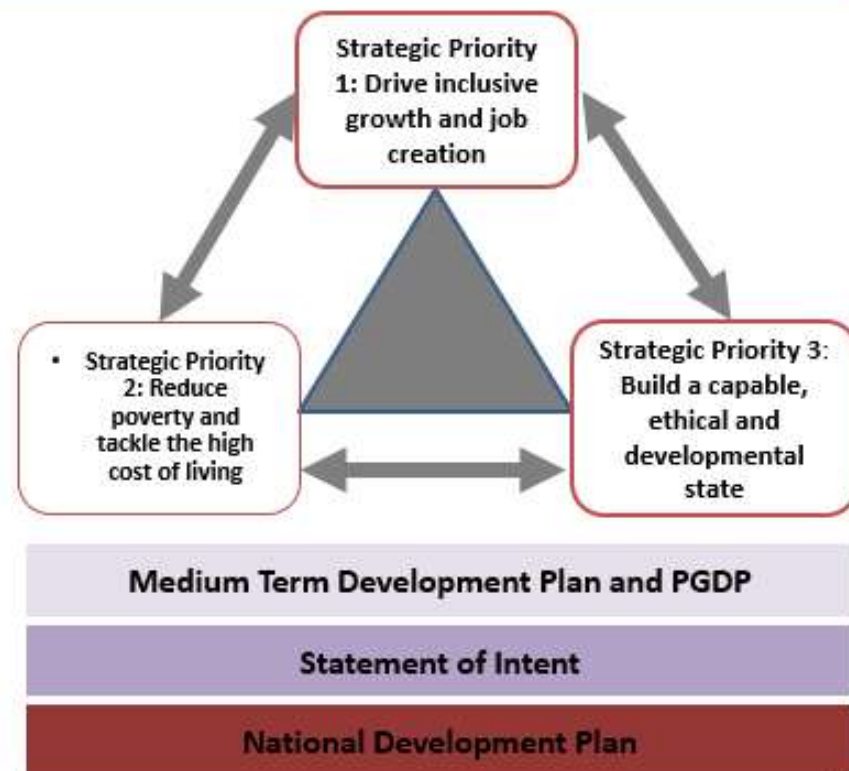 Strategic Priority
1: Drive inclusive
growth and job
creation
• Strategic Priority
2: Reduce
poverty and
tackle the high
cost of living
Strategic Priority 3:
Build a capable,
ethical and
developmental
state
Medium Term Development Plan and PGDP
Statement of Intent
National Development Plan